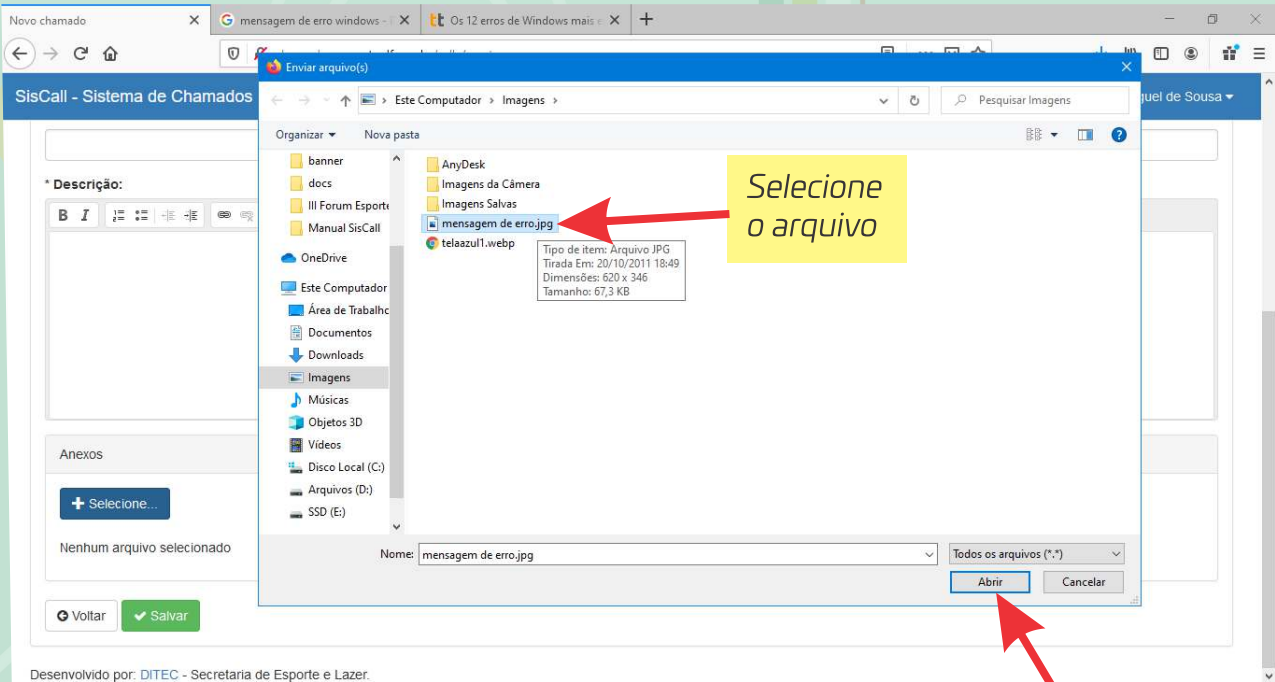 Novo chamado
mensagem de erro windows -
Os 12 erros de Windows mais e
SisCall - Sistema de Chamados
guel de Sousa
Enviar arquivo(s)
Este Computador > Imagens >
Pesquisar Imagens
Organizar
Nova pasta
banner
docs
III Forum Esporte
Manual SisCall
OneDrive
Este Computador
Área de Trabalho
Documentos
Downloads
Imagens
Músicas
Objetos 3D
Vídeos
Disco Local (C:)
Arquivos (D:)
SSD (E:)
AnyDesk
Imagens da Câmera
Imagens Salvas
mensagem de erro.jpg
telaazul1.webp
Tipo de item: Arquivo JPG
Tirada Em: 20/10/2011 18:49
Dimensões: 620 x 346
Tamanho: 67,3 KB
Selecione
o arquivo
* Descrição:
B I
Anexos
+ Selecione...
Nenhum arquivo selecionado
Nome: mensagem de erro.jpg
Todos os arquivos (*.*)
Abrir
Cancelar
Voltar
Salvar
Desenvolvido por: DITEC - Secretaria de Esporte e Lazer.